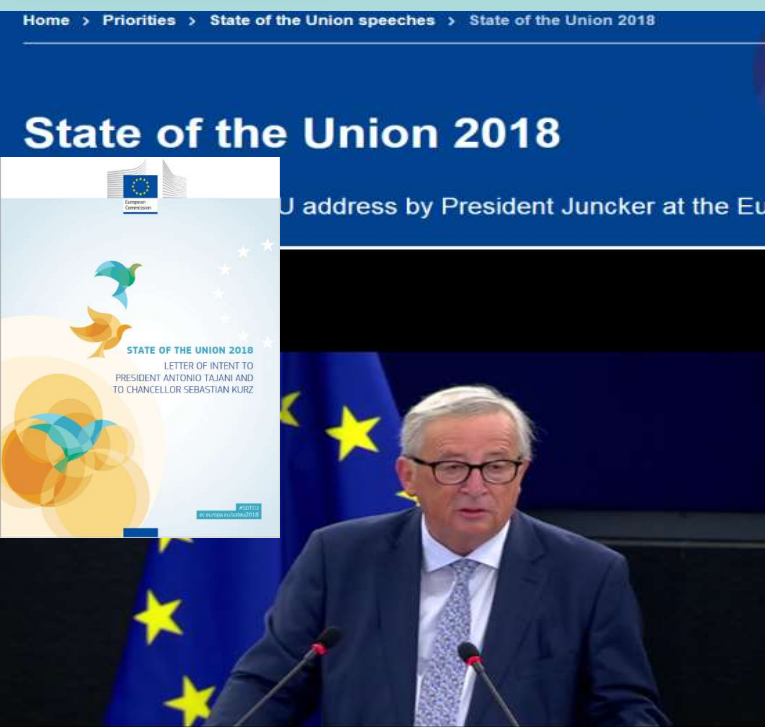 Home > Priorities > State of the Union speeches > State of the Union 2018
State of the Union 2018
U address by President Juncker at the Eu
European
Commission
STATE OF THE UNION 2018
LETTER OF INTENT TO
PRESIDENT ANTONIO TAJANI AND
TO CHANCELLOR SEBASTIAN KURZ
#SOTEU